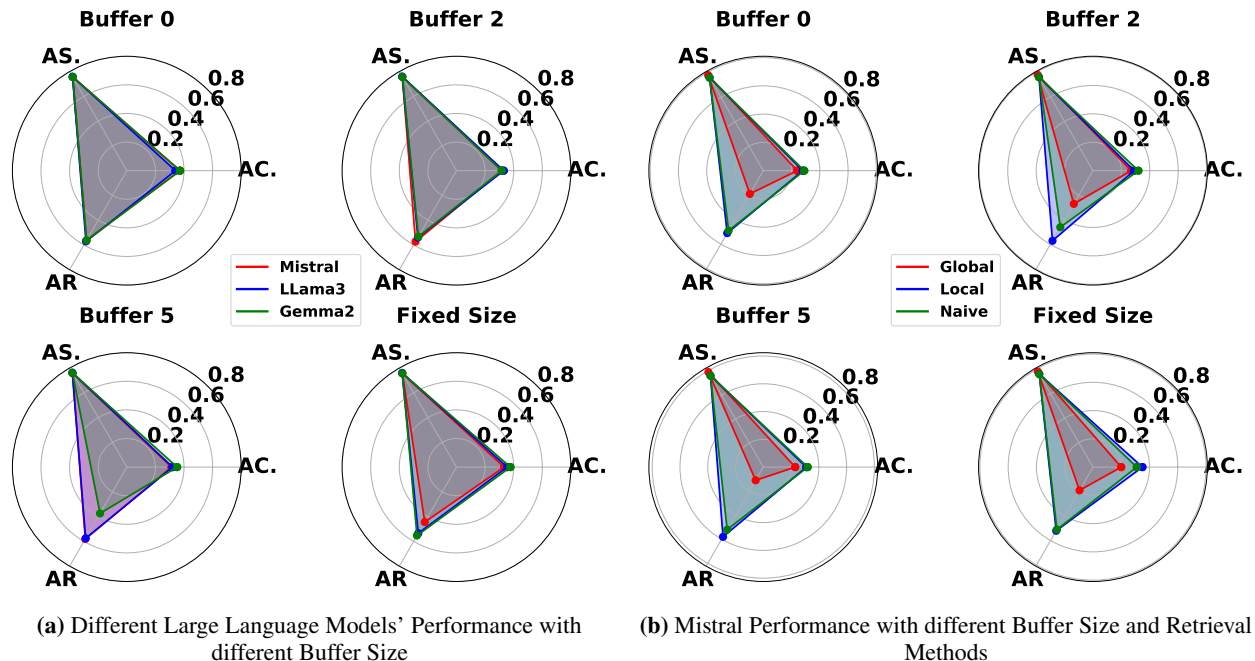 Buffer 0
AS.
0.8
0.6
0.4
0.2
AC.
AR
Buffer 2
AS.
0.8
0.6
0.4
0.2
AC.
AR
Mistral
LLama3
Gemma2
Buffer 5
AS.
0.8
0.6
0.4
0.2
AC.
AR
Fixed Size
AS.
0.8
0.6
0.4
0.2
AC.
AR
(a) Different Large Language Models' Performance with
different Buffer Size
Buffer 0
AS.
0.8
0.6
0.4
0.2
AC.
AR
Buffer 2
AS.
0.8
0.6
0.4
0.2
AC.
AR
Global
Local
Naive
Buffer 5
AS.
0.8
0.6
0.4
0.2
AC.
AR
Fixed Size
AS.
0.8
0.6
0.4
0.2
AC.
AR
(b) Mistral Performance with different Buffer Size and Retrieval
Methods